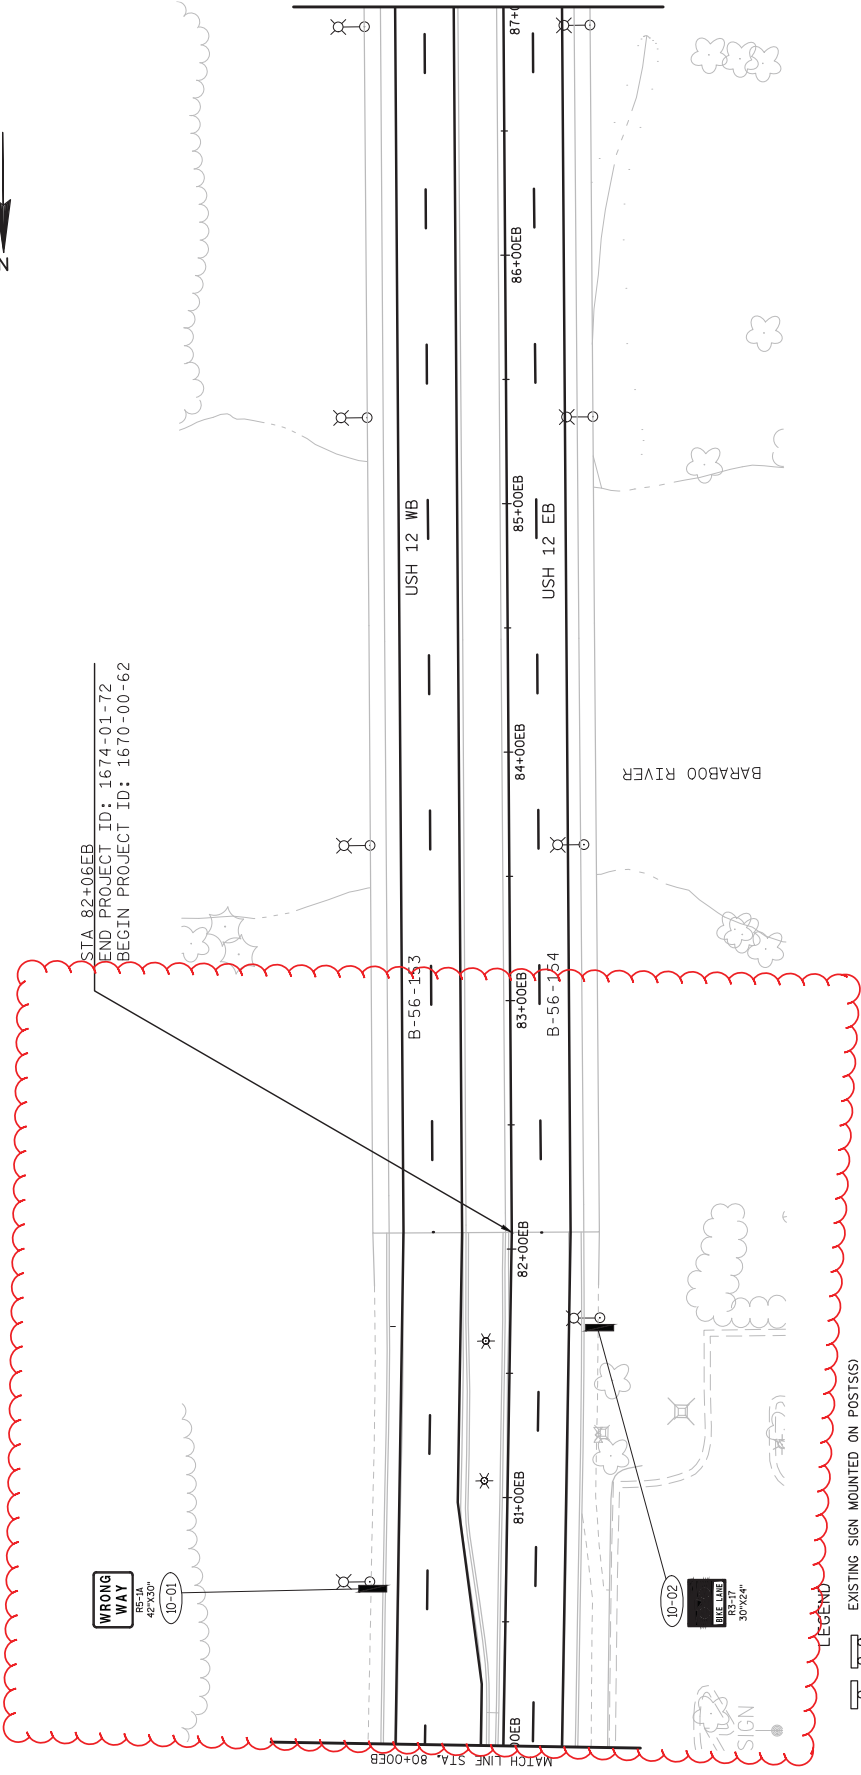 87+0
N
86+00EB
85+00EB
USH 12 WB
USH 12 EB
84+00EB
BARABOO RIVER
STA 82+06EB
END PROJECT ID: 1674-01-72
BEGIN PROJECT ID: 1670-00-62
B-56-153
83+00EB
B-56-154
82+00EB
81+00EB
WRONG
WAY
R5-1A
42"X30"
10-01
10-02
BIKE LANE
R3-17
30"X24"
LEGEND
EXISTING SIGN MOUNTED ON POSTS(S)
SIGN
00EB
MATCH LINE STA. 80+00EB